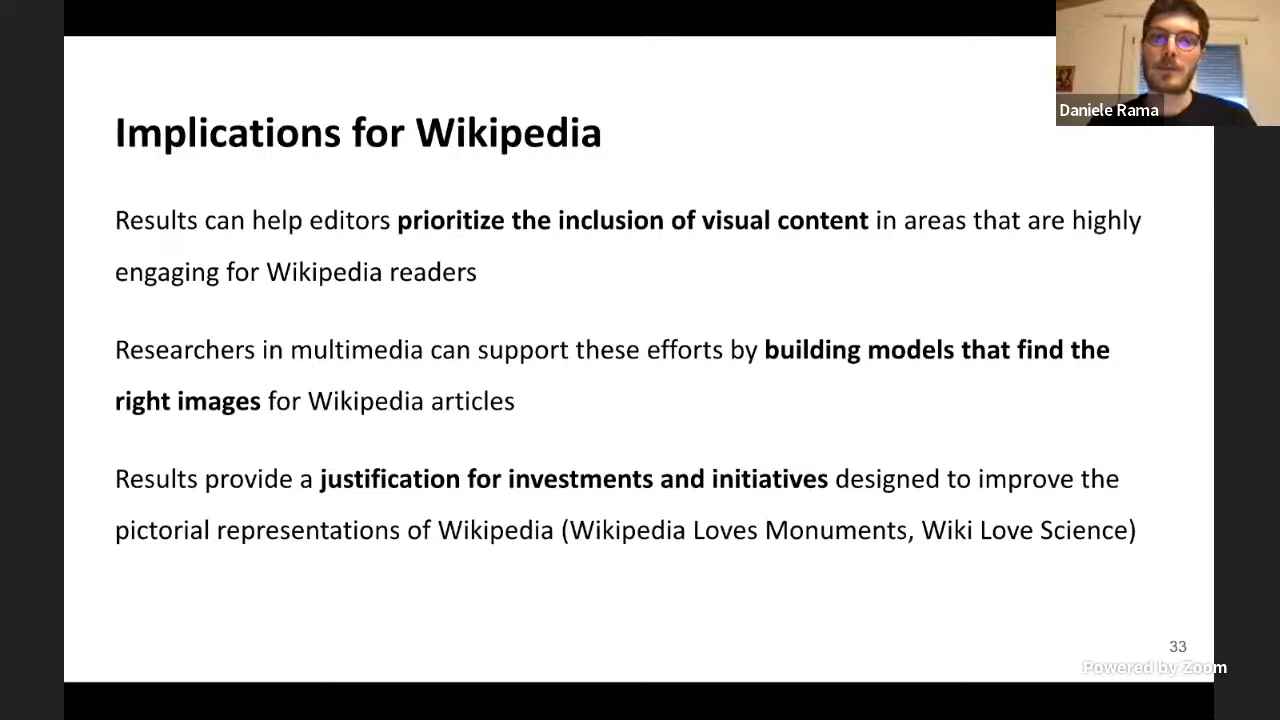 Daniele Rama
Implications for Wikipedia
Results can help editors prioritize the inclusion of visual content in areas that are highly
engaging for Wikipedia readers
Researchers in multimedia can support these efforts by building models that find the
right images for Wikipedia articles
Results provide a justification for investments and initiatives designed to improve the
pictorial representations of Wikipedia (Wikipedia Loves Monuments, Wiki Love Science)
33
Powered by Zoom